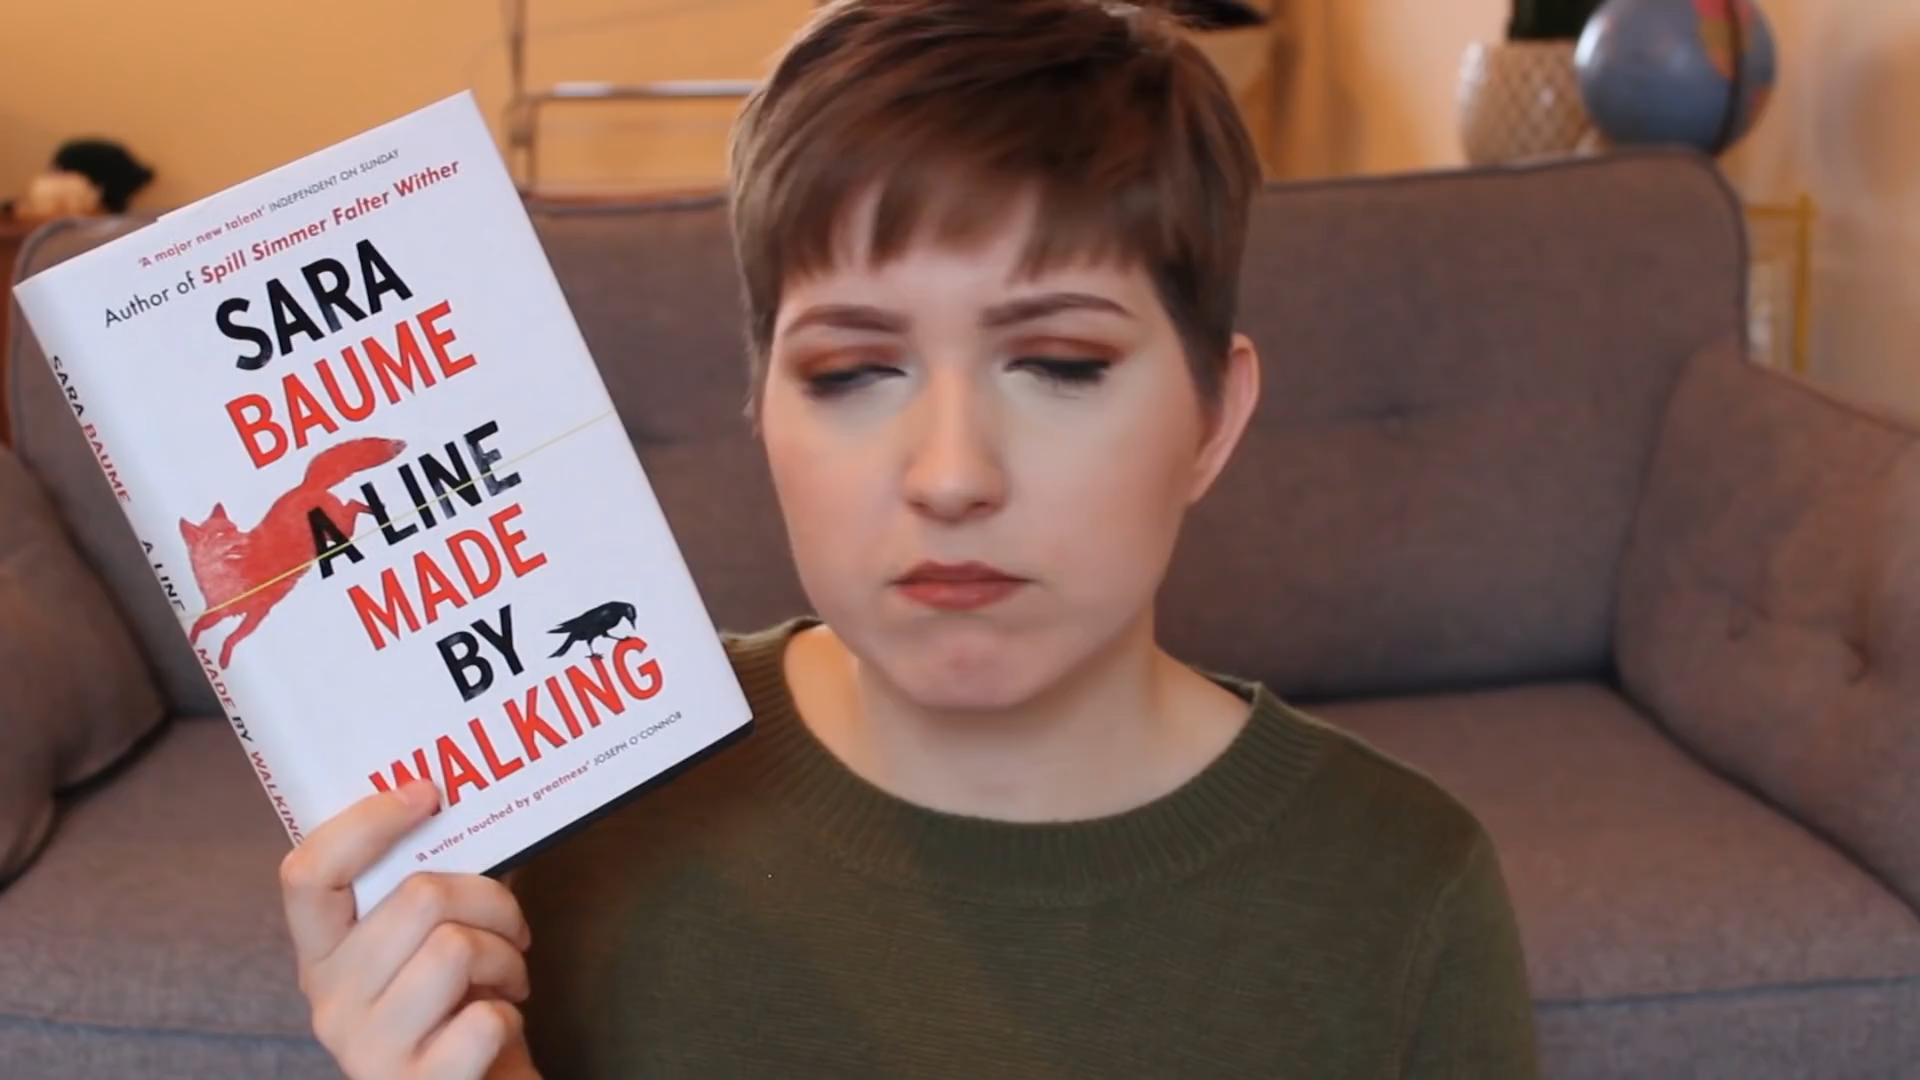 'A major new talent' INDEPENDENT ON SUNDAY
Author of Spill Simmer Falter Wither
SARA
BAUME
A LINE
MADE
BY
WALKING
'A writer touched by greatness' JOSEPH O'CONNOR
SARA BAUME A LINE MADE BY WALKING